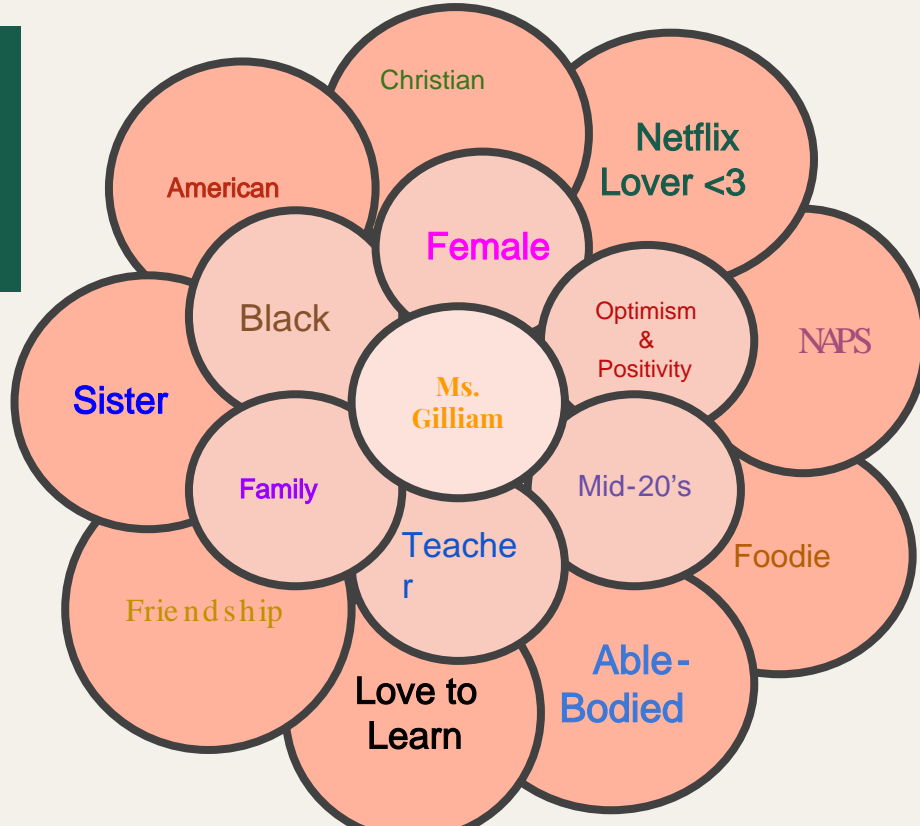 Christian
Netflix
Lover <3
American
Female
Black
Optimism
&
Positivity
NAPS
Sister
Ms.
Gilliam
Family
Mid-20's
Teache
r
Foodie
Friendship
Able-
Bodied
Love to
Learn